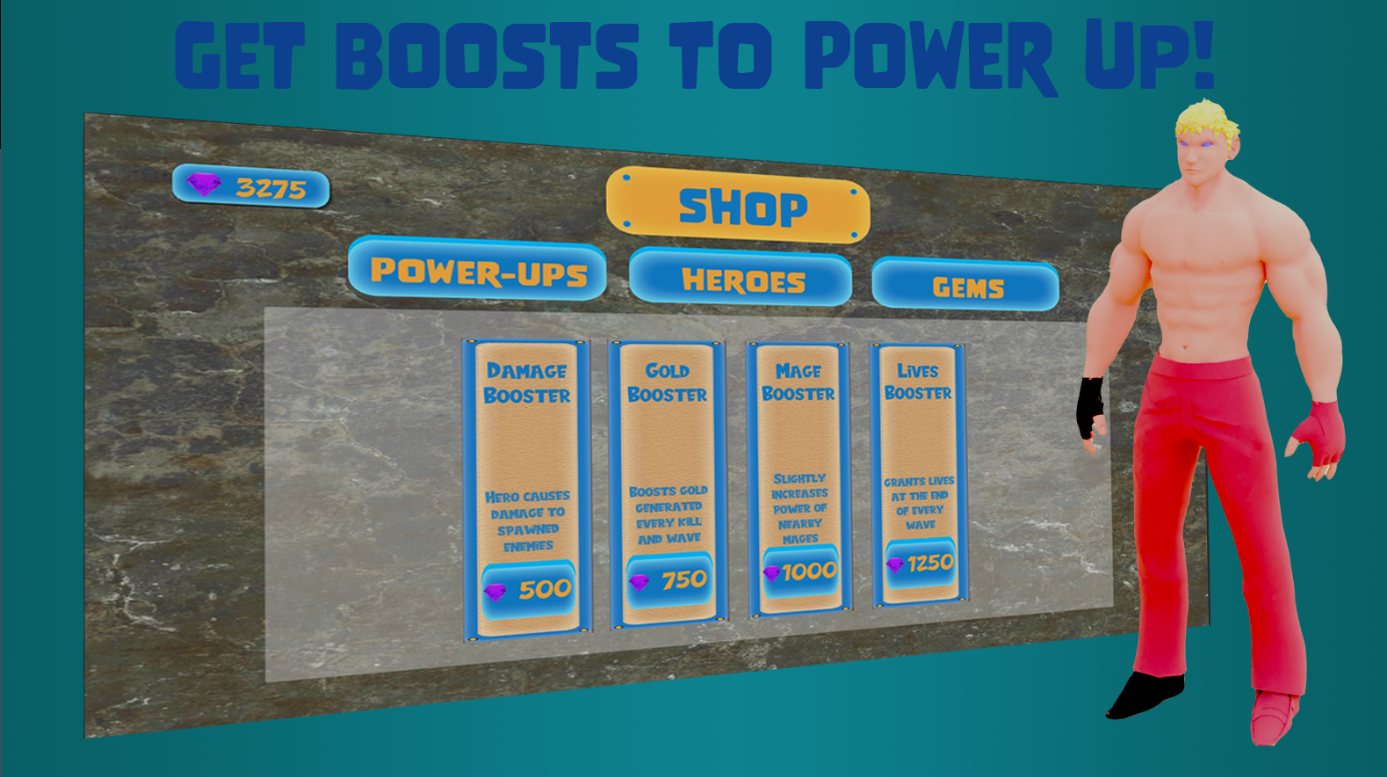 GET BOOSTS TO POWER UP!
3275
SHOP
POWER-UPS
HEROES
GEMS
DAMAGE
BOOSTER
HERO CAUSES
DAMAGE TO
SPAWNED
ENEMIES
500
GOLD
BOOSTER
BOOSTS GOLD
GENERATED
EVERY KILL
AND WAVE
750
MAGE
BOOSTER
SLIGHTLY
INCREASES
POWER OF
NEARBY
MAGES
1000
LIVES
BOOSTER
GRANTS LIVES
AT THE END
OF EVERY
WAVE
1250